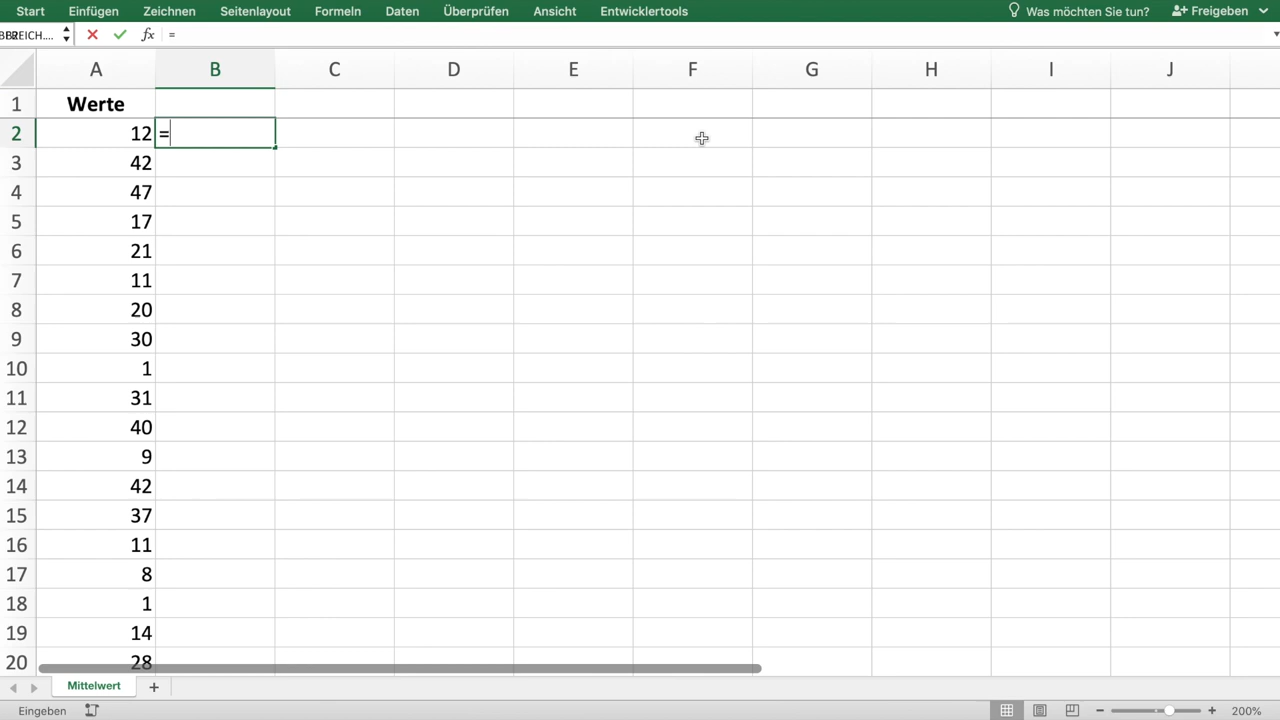 Start Einfügen Zeichnen Seitenlayout Formeln Daten Überprüfen Ansicht Entwicklertools Was möchten Sie tun? Freigeben
fx =
A B C D E F G H I J
1 Werte
2 12 =
3 42
4 47
5 17
6 21
7 11
8 20
9 30
10 1
11 31
12 40
13 9
14 42
15 37
16 11
17 8
18 1
19 14
20 28
Mittelwert
Eingeben 200%